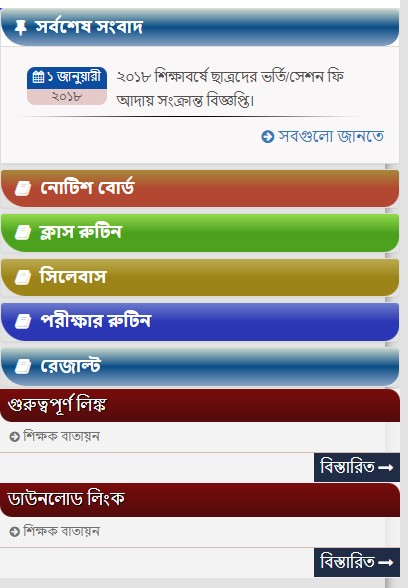 সর্বশেষ সংবাদ
১ জানুয়ারী
২০১৮
২০১৮ শিক্ষাবর্ষে ছাত্রদের ভর্তি/সেশন ফি
আদায় সংক্রান্ত বিজ্ঞপ্তি।
সবগুলো জানতে
নোটিশ বোর্ড
ক্লাস রুটিন
সিলেবাস
পরীক্ষার রুটিন
রেজাল্ট
গুরুত্বপূর্ণ লিঙ্ক
শিক্ষক বাতায়ন
বিস্তারিত
ডাউনলোড লিংক
শিক্ষক বাতায়ন
বিস্তারিত